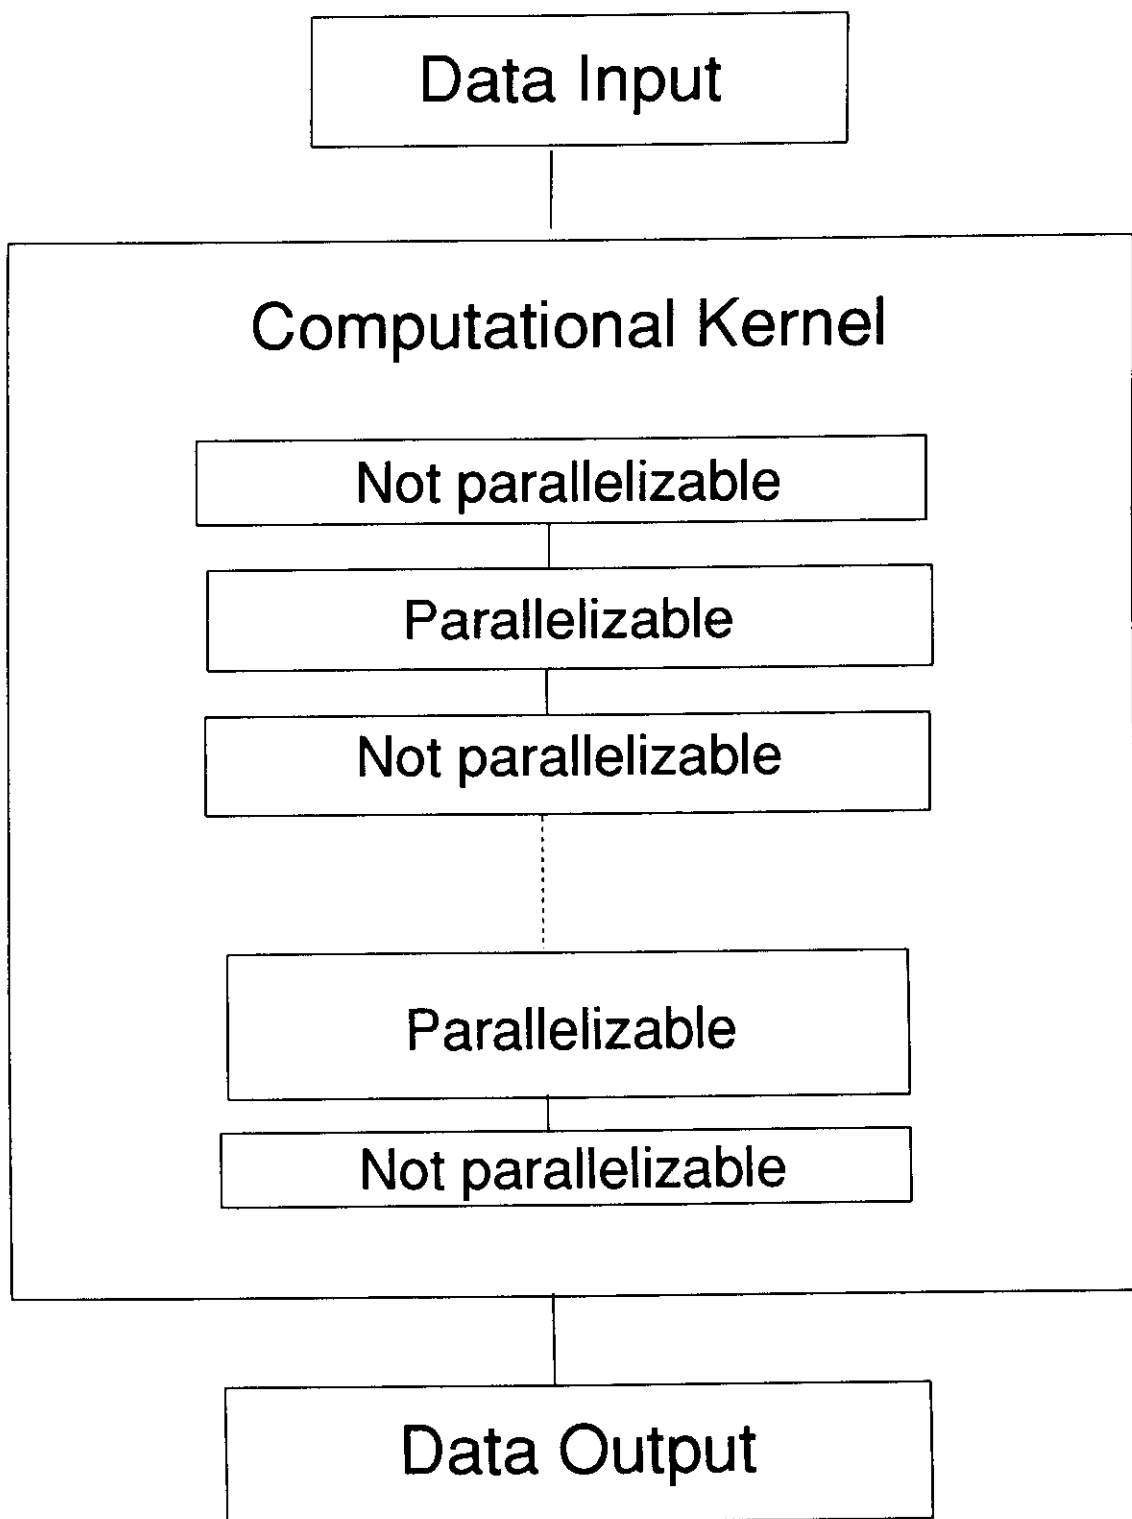 Data Input
Computational Kernel
Not parallelizable
Parallelizable
Not parallelizable
Parallelizable
Not parallelizable
Data Output